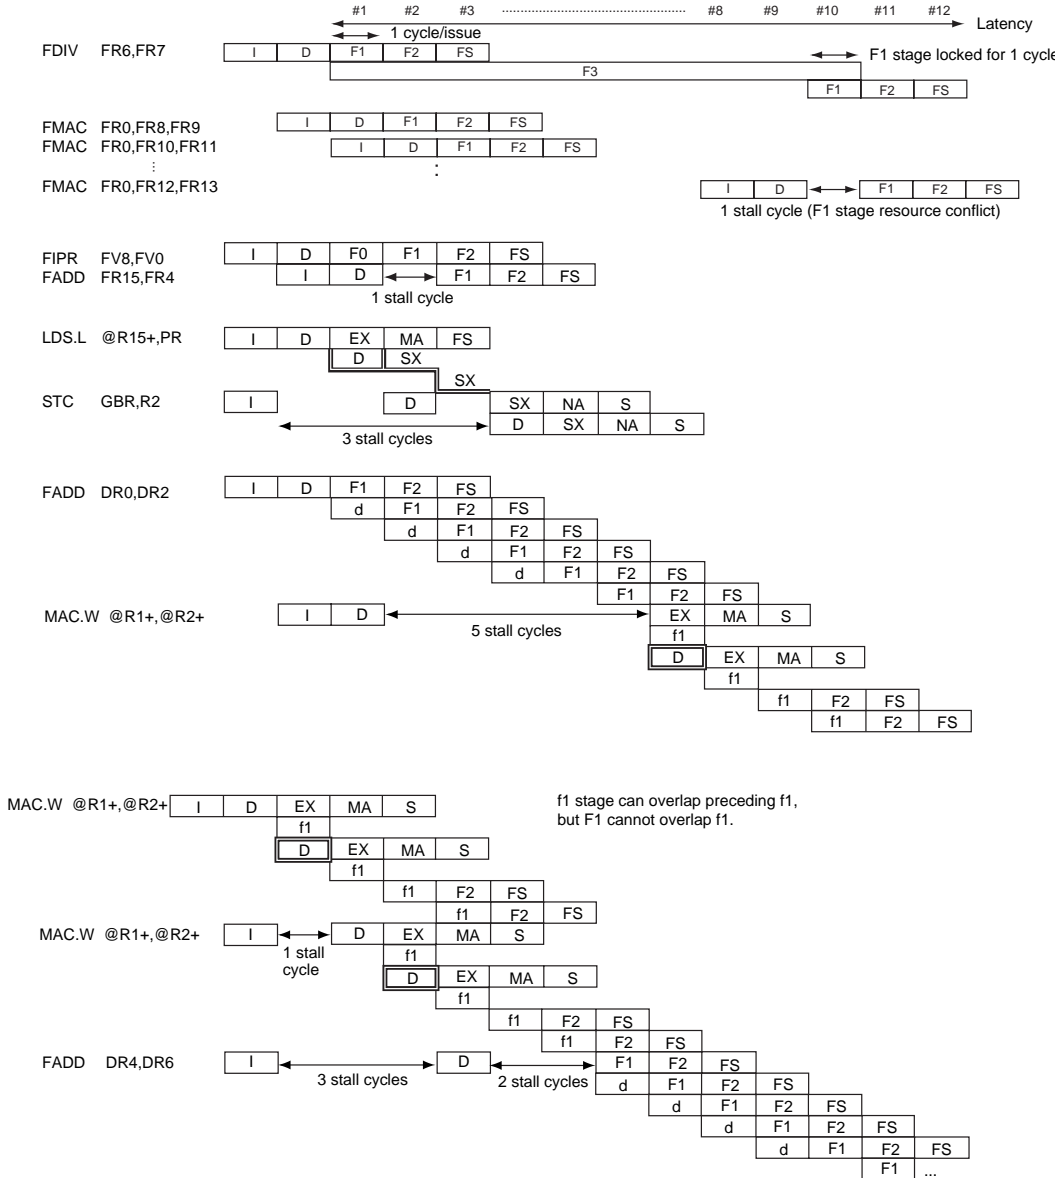 #1 #2 #3 #8 #9 #10 #11 #12
Latency
1 cycle/issue
FDIV FR6,FR7 I D F1 F2 FS
F1 stage locked for 1 cycle
F3
F1 F2 FS
FMAC FR0,FR8,FR9 I D F1 F2 FS
FMAC FR0,FR10,FR11 I D F1 F2 FS
FMAC FR0,FR12,FR13 I D F1 F2 FS
1 stall cycle (F1 stage resource conflict)
FIPR FV8,FV0 I D F0 F1 F2 FS
FADD FR15,FR4 I D F1 F2 FS
1 stall cycle
LDS.L @R15+,PR I D EX MA FS
D SX
SX
STC GBR,R2 I D SX NA S
D SX NA S
3 stall cycles
FADD DR0,DR2 I D F1 F2 FS
d F1 F2 FS
d F1 F2 FS
d F1 F2 FS
d F1 F2 FS
F1 F2 FS
MAC.W @R1+,@R2+ I D EX MA S
5 stall cycles
f1
D EX MA S
f1
f1 F2 FS
f1 F2 FS
MAC.W @R1+,@R2+ I D EX MA S
f1 stage can overlap preceding f1,
but F1 cannot overlap f1.
f1
D EX MA S
f1
f1 F2 FS
f1 F2 FS
MAC.W @R1+,@R2+ I D EX MA S
1 stall
cycle
f1
D EX MA S
f1
f1 F2 FS
f1 F2 FS
FADD DR4,DR6 I D F1 F2 FS
3 stall cycles 2 stall cycles
d F1 F2 FS
d F1 F2 FS
d F1 F2 FS
d F1 F2 FS
F1 ...